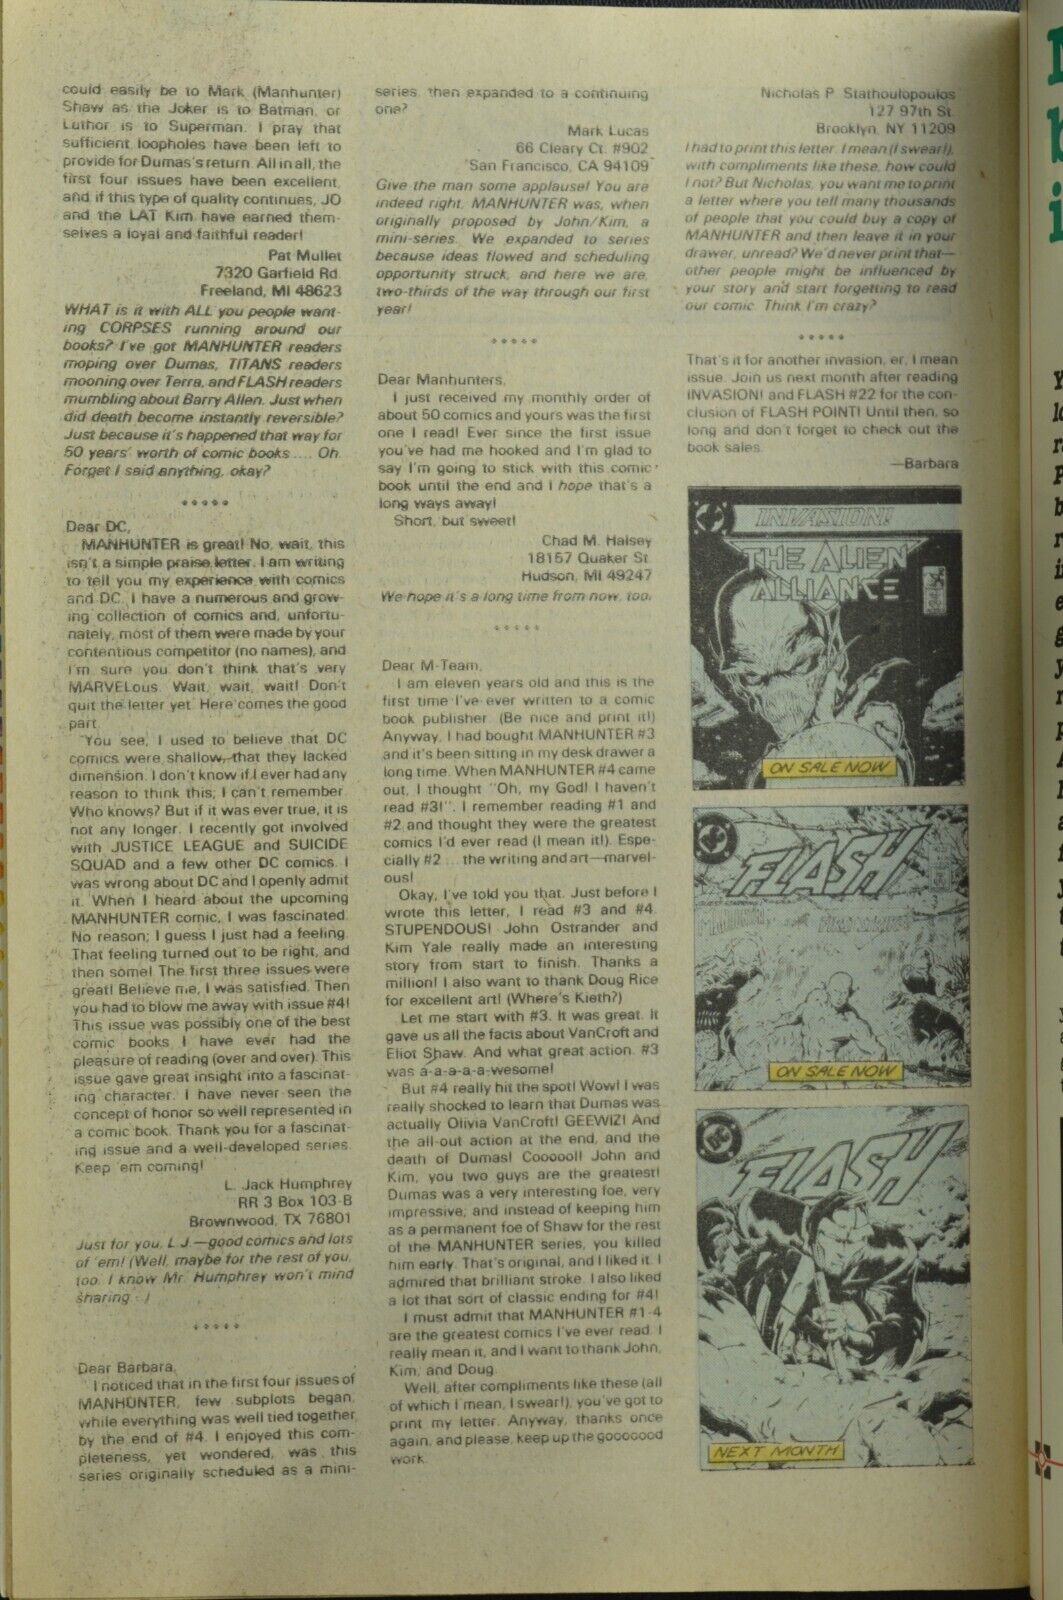 could easily be to Mark (Manhunter)
Shaw as the Joker is to Batman, or
Luthor is to Superman. I pray that
sufficient loopholes have been left to
provide for Dumas's return. All in all, the
first four issues have been excellent,
and if this type of quality continues, JO
and the LAT Kim have earned them-
selves a loyal and faithful reader!
Pat Mullet
7320 Garfield Rd.
Freeland, MI 48623
WHAT is it with ALL you people want-
ing CORPSES running around our
books? I've got MANHUNTER readers
moping over Dumas, TITANS readers
mooning over Terra, and FLASH readers
mumbling about Barry Allen. Just when
did death become instantly reversible?
Just because it's happened that way for
50 years' worth of comic books .... Oh.
Forget I said anything, okay?
*****
Dear DC,
MANHUNTER is great! No, wait, this
isn't a simple praise letter. I am writing
to tell you my experience with comics
and DC. I have a numerous and grow-
ing collection of comics and, unfortu-
nately, most of them were made by your
contentious competitor (no names), and
I'm sure you don't think that's very
MARVELous. Wait, wait, wait! Don't
quit the letter yet. Here comes the good
part.
You see, I used to believe that DC
comics were shallow, that they lacked
dimension. I don't know if I ever had any
reason to think this; I can't remember.
Who knows? But if it was ever true, it is
not any longer. I recently got involved
with JUSTICE LEAGUE and SUICIDE
SQUAD and a few other DC comics. I
was wrong about DC and I openly admit
it. When I heard about the upcoming
MANHUNTER comic, I was fascinated.
No reason; I guess I just had a feeling.
That feeling turned out to be right, and
then some! The first three issues were
great! Believe me, I was satisfied. Then
you had to blow me away with issue #4!
This issue was possibly one of the best
comic books I have ever had the
pleasure of reading (over and over). This
issue gave great insight into a fascinat-
ing character. I have never seen the
concept of honor so well represented in
a comic book. Thank you for a fascinat-
ing issue and a well-developed series.
Keep 'em coming!
L. Jack Humphrey
RR 3 Box 103-B
Brownwood, TX 76801
Just for you, L.J.—good comics and lots
of 'em! (Well, maybe for the rest of you,
too. I know Mr. Humphrey won't mind
sharing.)
*****
Dear Barbara,
I noticed that in the first four issues of
MANHUNTER, few subplots began,
while everything was well tied together
by the end of #4. I enjoyed this com-
pleteness, yet wondered, was this
series originally scheduled as a mini-
series, then expanded to a continuing
one?
Mark Lucas
66 Cleary Ct. #902
San Francisco, CA 94109
Give the man some applause! You are
indeed right. MANHUNTER was, when
originally proposed by John/Kim, a
mini-series. We expanded to series
because ideas flowed and scheduling
opportunity struck, and here we are,
two-thirds of the way through our first
year!
*****
Dear Manhunters,
I just received my monthly order of
about 50 comics and yours was the first
one I read! Ever since the first issue
you've had me hooked and I'm glad to
say I'm going to stick with this comic
book until the end and I hope that's a
long ways away!
Short, but sweet!
Chad M. Halsey
18157 Quaker St.
Hudson, MI 49247
We hope it's a long time from now, too.
*****
Dear M-Team,
I am eleven years old and this is the
first time I've ever written to a comic
book publisher. (Be nice and print it!)
Anyway, I had bought MANHUNTER #3
and it's been sitting in my desk drawer a
long time. When MANHUNTER #4 came
out, I thought "Oh, my God! I haven't
read #3!". I remember reading #1 and
#2 and thought they were the greatest
comics I'd ever read (I mean it!). Espe-
cially #2 ... the writing and art—marvel-
ous!
Okay, I've told you that. Just before I
wrote this letter, I read #3 and #4.
STUPENDOUS! John Ostrander and
Kim Yale really made an interesting
story from start to finish. Thanks a
million! I also want to thank Doug Rice
for excellent art! (Where's Kieth?)
Let me start with #3. It was great. It
gave us all the facts about VanCroft and
Eliot Shaw. And what great action. #3
was a-a-a-a-a-wesome!
But #4 really hit the spot! Wow! I was
really shocked to learn that Dumas was
actually Olivia VanCroft! GEEWIZ! And
the all-out action at the end, and the
death of Dumas! Cooooo!! John and
Kim, you two guys are the greatest!
Dumas was a very interesting foe, very
impressive; and instead of keeping him
as a permanent foe of Shaw for the rest
of the MANHUNTER series, you killed
him early. That's original, and I liked it. I
admired that brilliant stroke. I also liked
a lot that sort of classic ending for #4!
I must admit that MANHUNTER #1-4
are the greatest comics I've ever read. I
really mean it, and I want to thank John,
Kim, and Doug.
Well, after compliments like these (all
of which I mean, I swear!), you've got to
print my letter. Anyway, thanks once
again, and please, keep up the gooooood
work.
Nicholas P. Stathoulopoulos
127 97th St.
Brooklyn, NY 11209
I had to print this letter. I mean (I swear!),
with compliments like these, how could
I not? But Nicholas, you want me to print
a letter where you tell many thousands
of people that you could buy a copy of
MANHUNTER and then leave it in your
drawer, unread? We'd never print that—
other people might be influenced by
your story and start forgetting to read
our comic. Think I'm crazy?
*****
That's it for another invasion, er, I mean
issue. Join us next month after reading
INVASION! and FLASH #22 for the con-
clusion of FLASH POINT! Until then, so
long and don't forget to check out the
book sales.
—Barbara
DC
INVASION!
THE ALIEN
ALLIANCE
ON SALE NOW
DC
FLASH
ON SALE NOW
DC
FLASH
NEXT MONTH